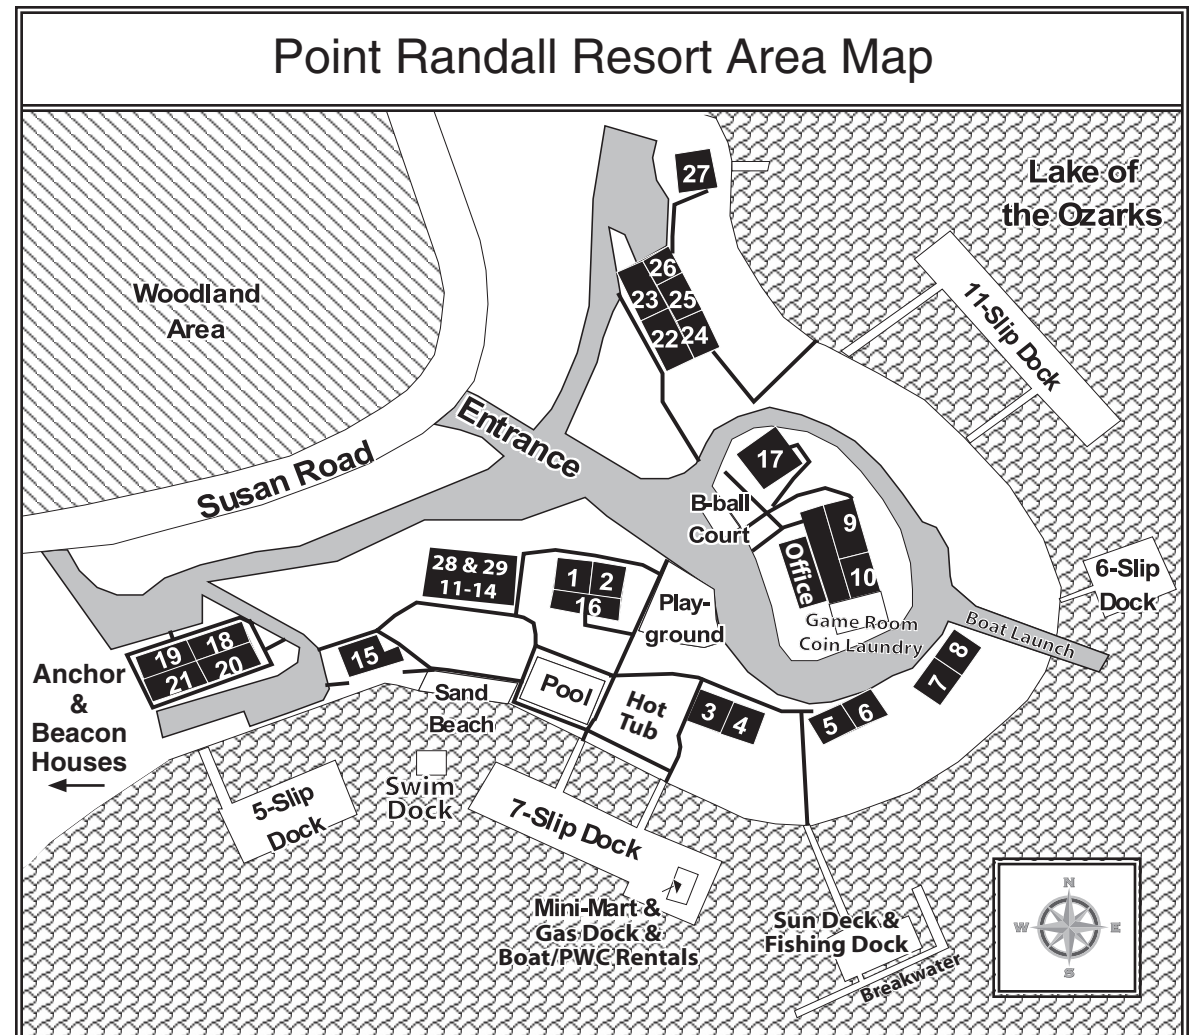 Point Randall Resort Area Map
27
Lake of
the Ozarks
26
23
25
22
24
Woodland
Area
11-Slip Dock
Entrance
Susan Road
17
B-ball
Court
9
10
Office
Game Room
Coin Laundry
28 & 29
11-14
1
2
16
Play-
ground
6-Slip
Dock
Boat Launch
8
7
19
18
21
20
15
Anchor
&
Beacon
Houses
Sand
Beach
Pool
Hot
Tub
3
4
5
6
5-Slip
Dock
Swim
Dock
7-Slip Dock
Mini-Mart &
Gas Dock &
Boat/PWC Rentals
Sun Deck &
Fishing Dock
Breakwater
N
W
E
S